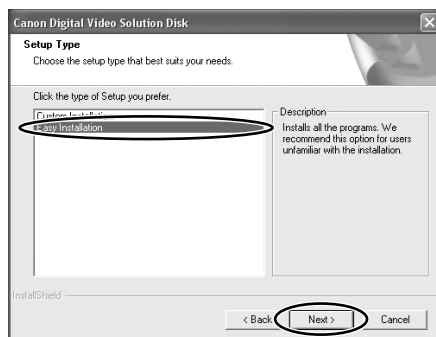 Canon Digital Video Solution Disk
Setup Type
Choose the setup type that best suits your needs.
Click the type of Setup you prefer.
Custom Installation
Easy Installation
Description
Installs all the programs. We
recommend this option for users
unfamiliar with the installation.
InstallShield
< Back
Next >
Cancel